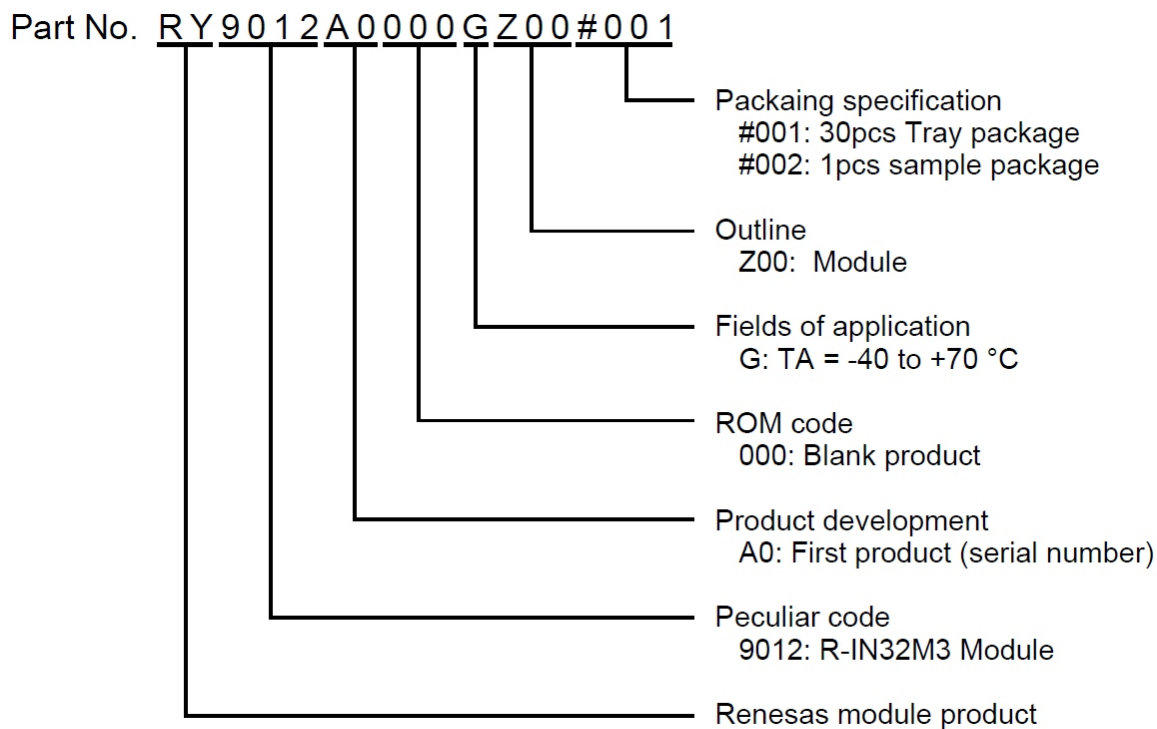 Part No. RY9012A0000GZ00#001
Packaing specification
#001: 30pcs Tray package
#002: 1pcs sample package
Outline
Z00: Module
Fields of application
G: TA = -40 to +70 °C
ROM code
000: Blank product
Product development
A0: First product (serial number)
Peculiar code
9012: R-IN32M3 Module
Renesas module product